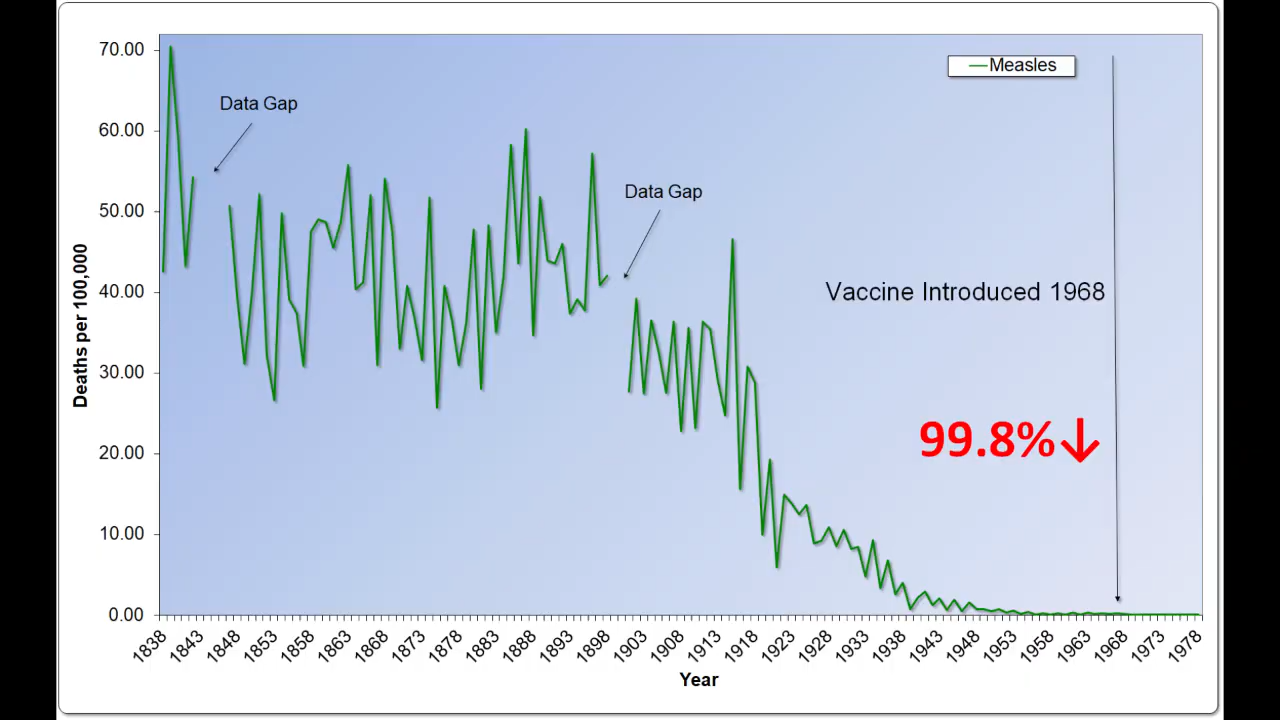 70.00
Measles
Data Gap
60.00
Data Gap
50.00
40.00
Vaccine Introduced 1968
Deaths per 100,000
30.00
99.8%↓
20.00
10.00
0.00
1838 1843 1848 1853 1858 1863 1868 1873 1878 1883 1888 1893 1898 1903 1908 1913 1918 1923 1928 1933 1938 1943 1948 1953 1958 1963 1968 1973 1978
Year